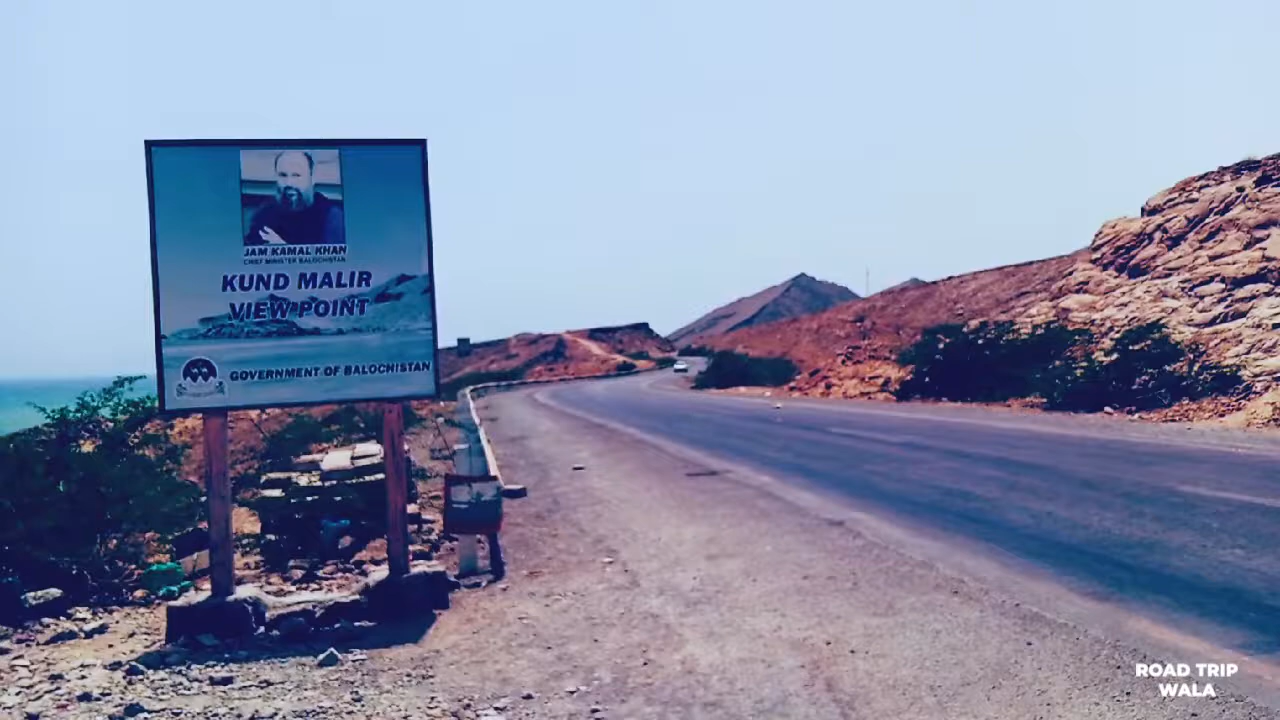 JAM KAMAL KHAN
CHIEF MINISTER BALOCHISTAN
KUND MALIR
VIEW POINT
GOVERNMENT OF BALOCHISTAN
ROAD TRIP
WALA